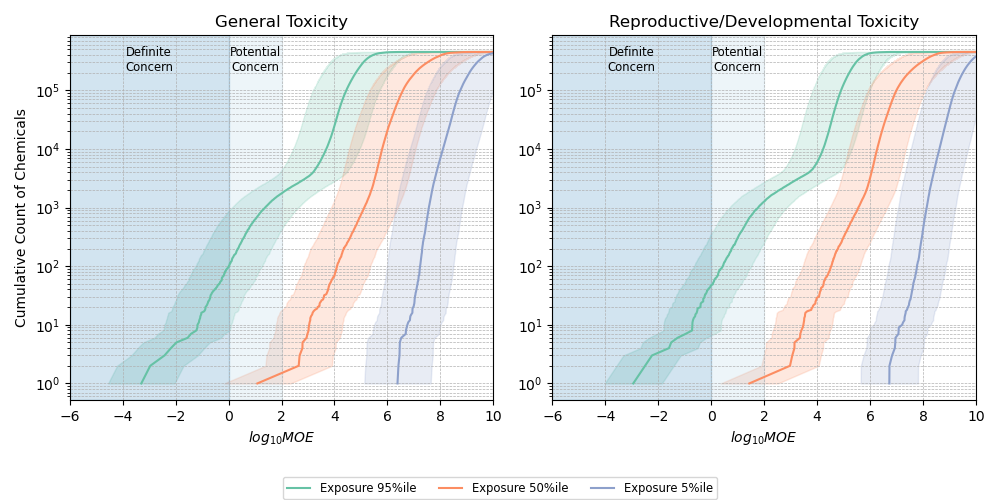 General Toxicity
Reproductive/Developmental Toxicity
Cumulative Count of Chemicals
Definite
Concern
Potential
Concern
Definite
Concern
Potential
Concern
10⁵
10⁴
10³
10²
10¹
10⁰
10⁵
10⁴
10³
10²
10¹
10⁰
−6 −4 −2 0 2 4 6 8 10
−6 −4 −2 0 2 4 6 8 10
log₁₀MOE
log₁₀MOE
Exposure 95%ile Exposure 50%ile Exposure 5%ile